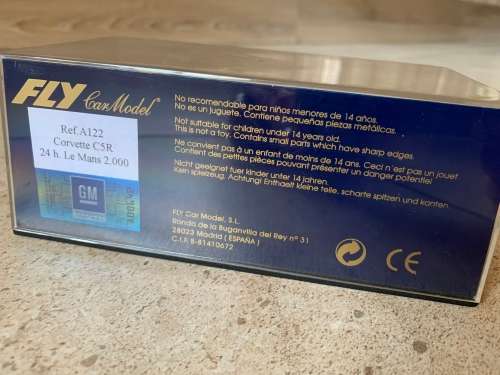 FLY Car Model
Ref.A122
Corvette C5R
24 h. Le Mans 2.000
GM
No recomendable para niños menores de 14 años.
No es un juguete. Contiene pequeñas piezas metálicas.
Not suitable for children under 14 years old.
This is not a toy. Contains small parts which have sharp edges.
Ne convient pas à un enfant de moins de 14 ans. Ceci n'est pas un jouet
Contient des petites pièces pouvant présenter un danger potentiel
Nicht geeignet fuer kinder unter 14 jahren.
Kein spielzeug. Achtung! Enthaelt kleine teile, scharte spitzen und kanten.
FLY Car Model, S.L.
Ronda de la Buganvilla del Rey nº 31
28023 Madrid ( ESPAÑA )
C.I.F. B-81410672
CE